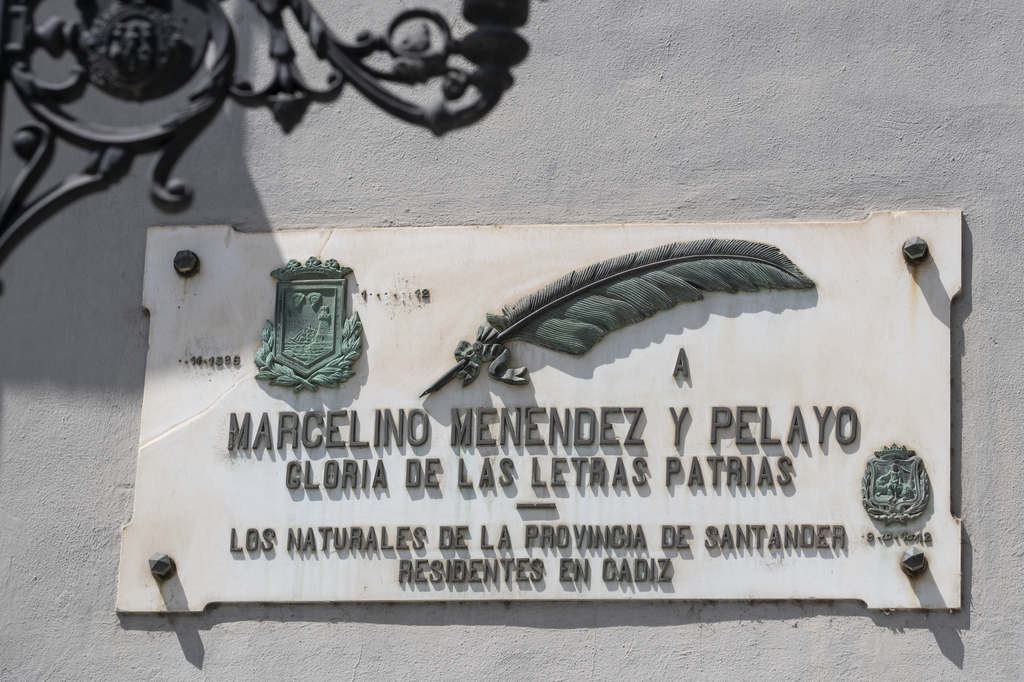 A
MARCELINO MENENDEZ Y PELAYO
GLORIA DE LAS LETRAS PATRIAS
LOS NATURALES DE LA PROVINCIA DE SANTANDER
RESIDENTES EN CADIZ